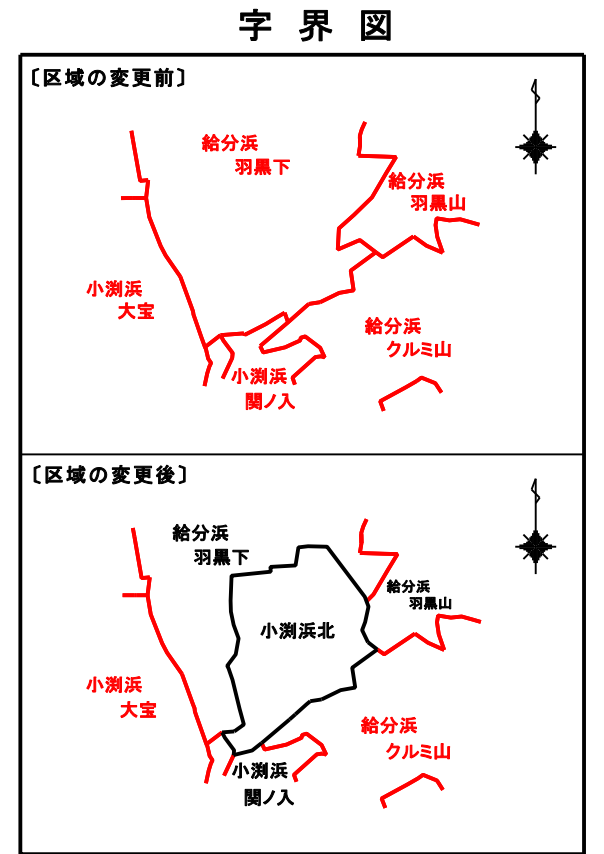 字界図
〔区域の変更前〕
給分浜
羽黒下
給分浜
羽黒山
小渕浜
大宝
給分浜
クルミ山
小渕浜
関ノ入
〔区域の変更後〕
給分浜
羽黒下
給分浜
羽黒山
小渕浜北
小渕浜
大宝
給分浜
クルミ山
小渕浜
関ノ入